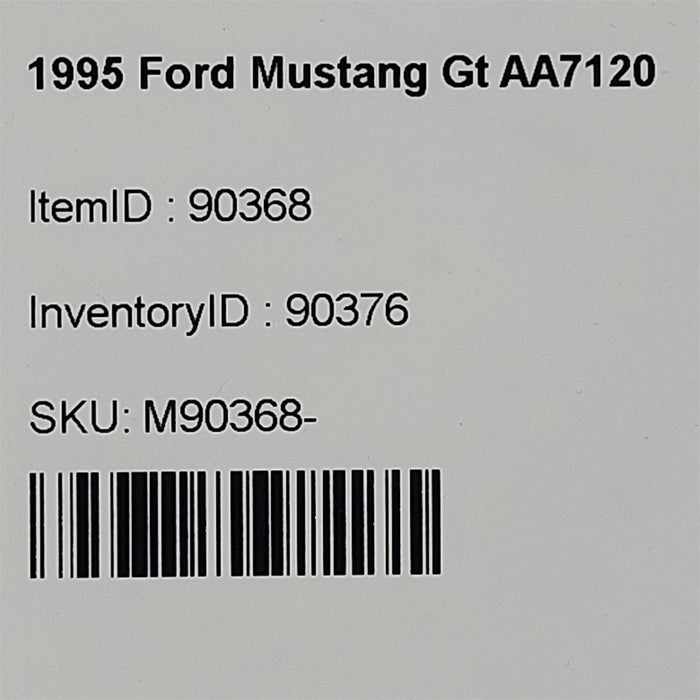 1995 Ford Mustang Gt AA7120
ItemID : 90368
InventoryID : 90376
SKU: M90368-